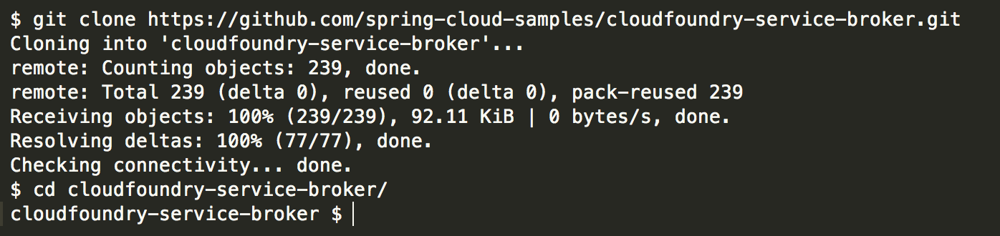 $ git clone https://github.com/spring-cloud-samples/cloudfoundry-service-broker.git
Cloning into 'cloudfoundry-service-broker'...
remote: Counting objects: 239, done.
remote: Total 239 (delta 0), reused 0 (delta 0), pack-reused 239
Receiving objects: 100% (239/239), 92.11 KiB | 0 bytes/s, done.
Resolving deltas: 100% (77/77), done.
Checking connectivity... done.
$ cd cloudfoundry-service-broker/
cloudfoundry-service-broker $